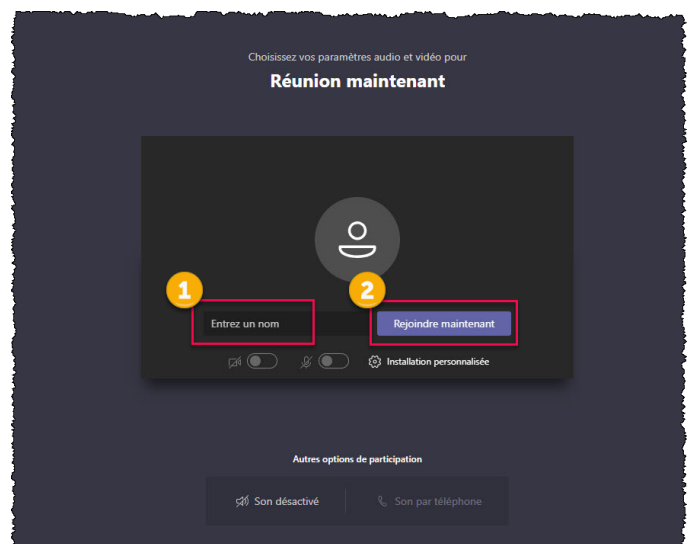 Choisissez vos paramètres audio et vidéo pour
Réunion maintenant
1
2
Entrez un nom
Rejoindre maintenant
Installation personnalisée
Autres options de participation
Son désactivé
Son par téléphone